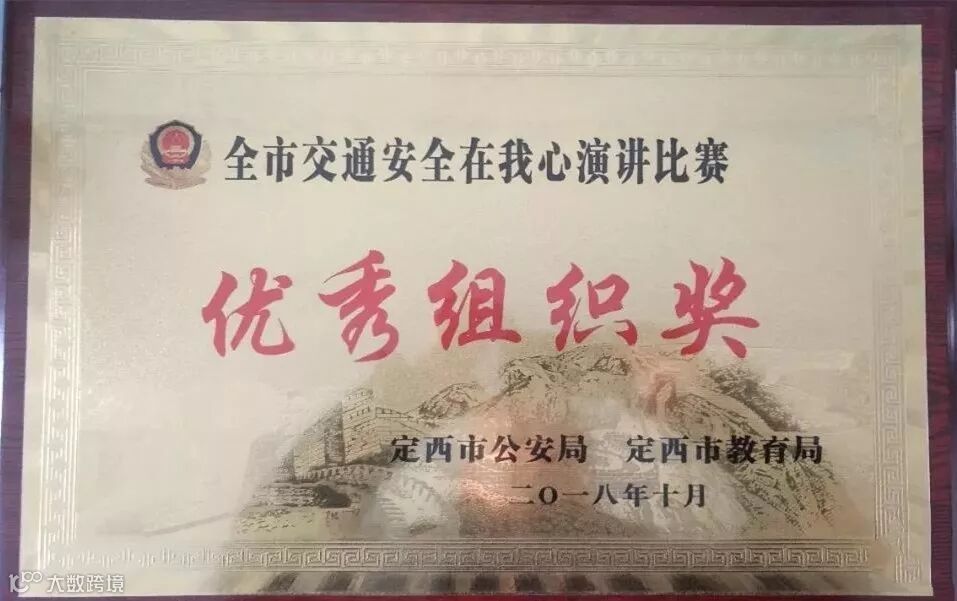 全市交通安全在我心演讲比赛
优秀组织奖
定西市公安局 定西市教育局
二〇一八年十月
大数跨境